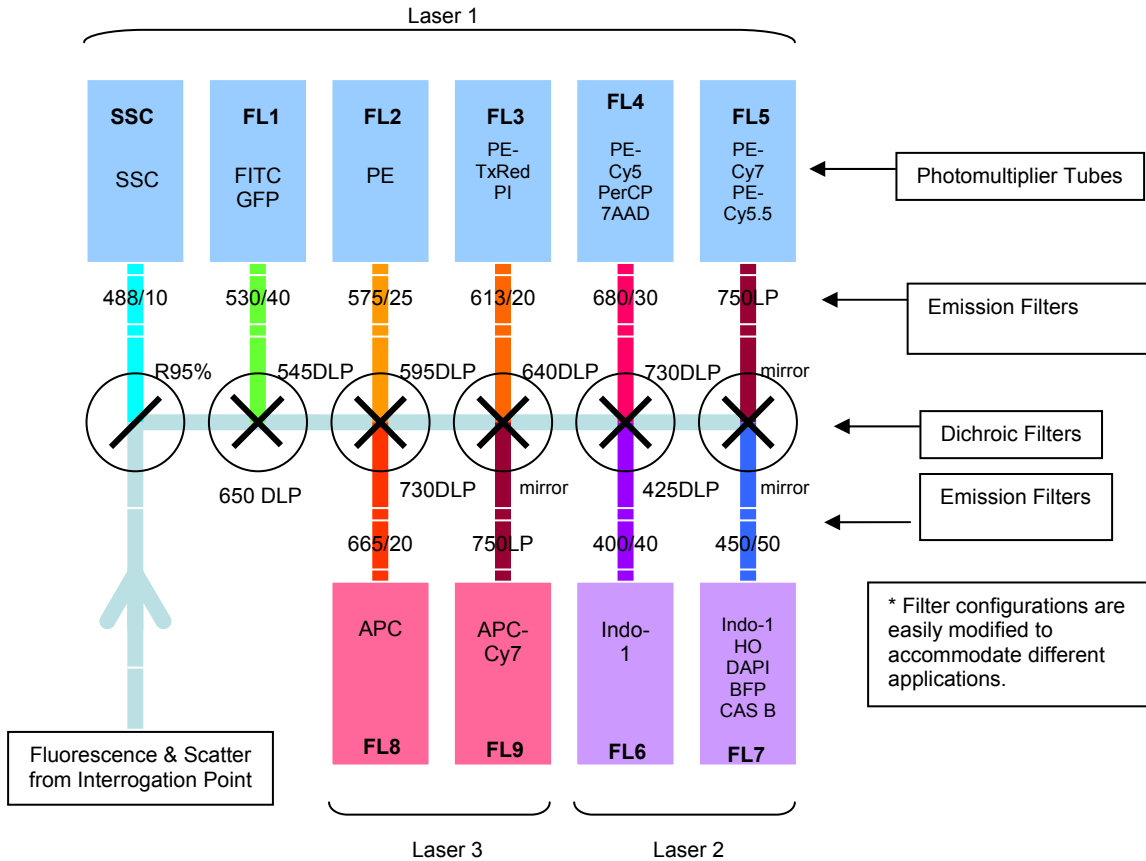 Laser 1
SSC
SSC
FL1
FITC
GFP
FL2
PE
FL3
PE-
TxRed
PI
FL4
PE-
Cy5
PerCP
7AAD
FL5
PE-
Cy7
PE-
Cy5.5
Photomultiplier Tubes
488/10
530/40
575/25
613/20
680/30
750LP
Emission Filters
R95%
545DLP
595DLP
640DLP
730DLP
mirror
Dichroic Filters
650 DLP
730DLP
mirror
425DLP
mirror
Emission Filters
665/20
750LP
400/40
450/50
APC
FL8
APC-
Cy7
FL9
Indo-
1
FL6
Indo-1
HO
DAPI
BFP
CAS B
FL7
* Filter configurations are
easily modified to
accommodate different
applications.
Fluorescence & Scatter
from Interrogation Point
Laser 3
Laser 2